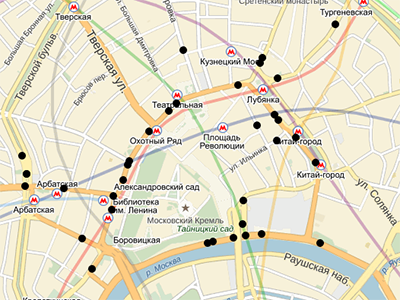 Сретенский монастырь
Тверская
Тургеневская
Большая Бронная ул.
Большая Дмитровка
Тверской бульв.
Тверская ул.
Кузнецкий Мост
Брюсов пер.
Театральная
Лубянка
Охотный Ряд
Площадь
Революции
Китай-город
ул. Ильинка
Китай-город
Арбатская
Александровский сад
Арбатская
Библиотека
им. Ленина
Московский Кремль
Тайницкий сад
ул. Солянка
Боровицкая
р. Москва
Раушская наб.